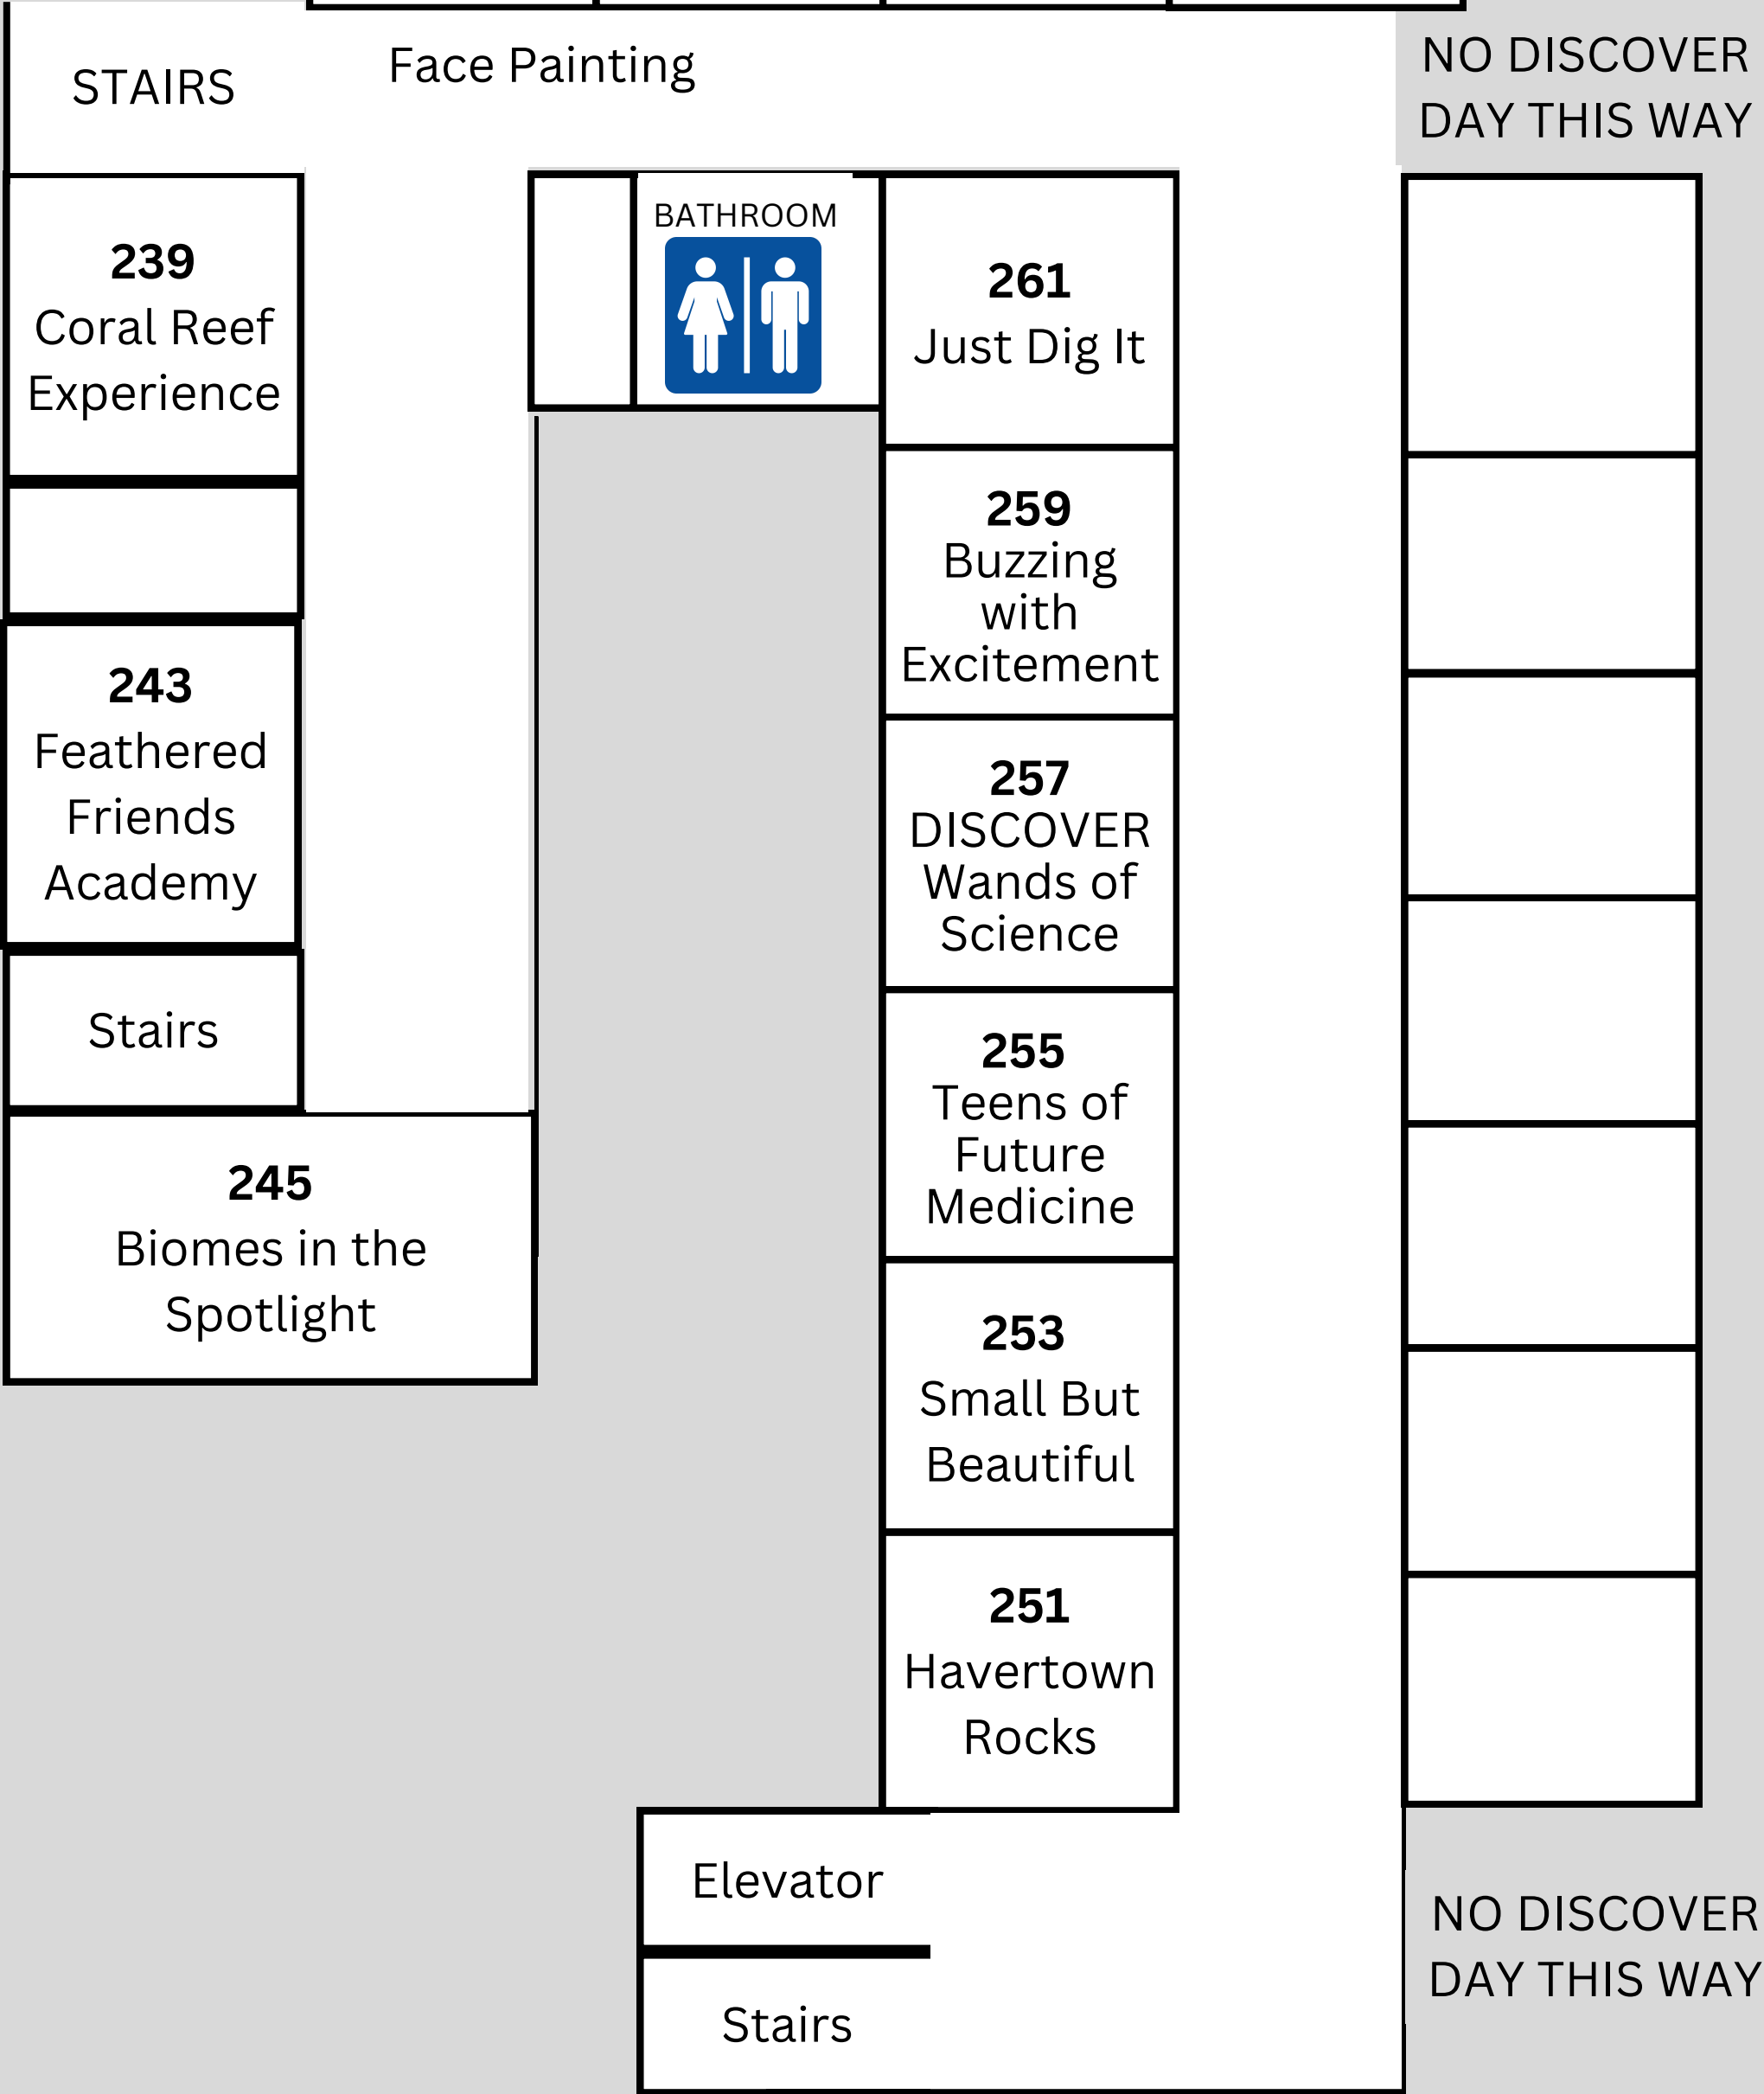 STAIRS
Face Painting
NO DISCOVER
DAY THIS WAY
239
Coral Reef
Experience
BATHROOM
261
Just Dig It
259
Buzzing
with
Excitement
243
Feathered
Friends
Academy
257
DISCOVER
Wands of
Science
Stairs
255
Teens of
Future
Medicine
245
Biomes in the
Spotlight
253
Small But
Beautiful
251
Havertown
Rocks
Elevator
Stairs
NO DISCOVER
DAY THIS WAY